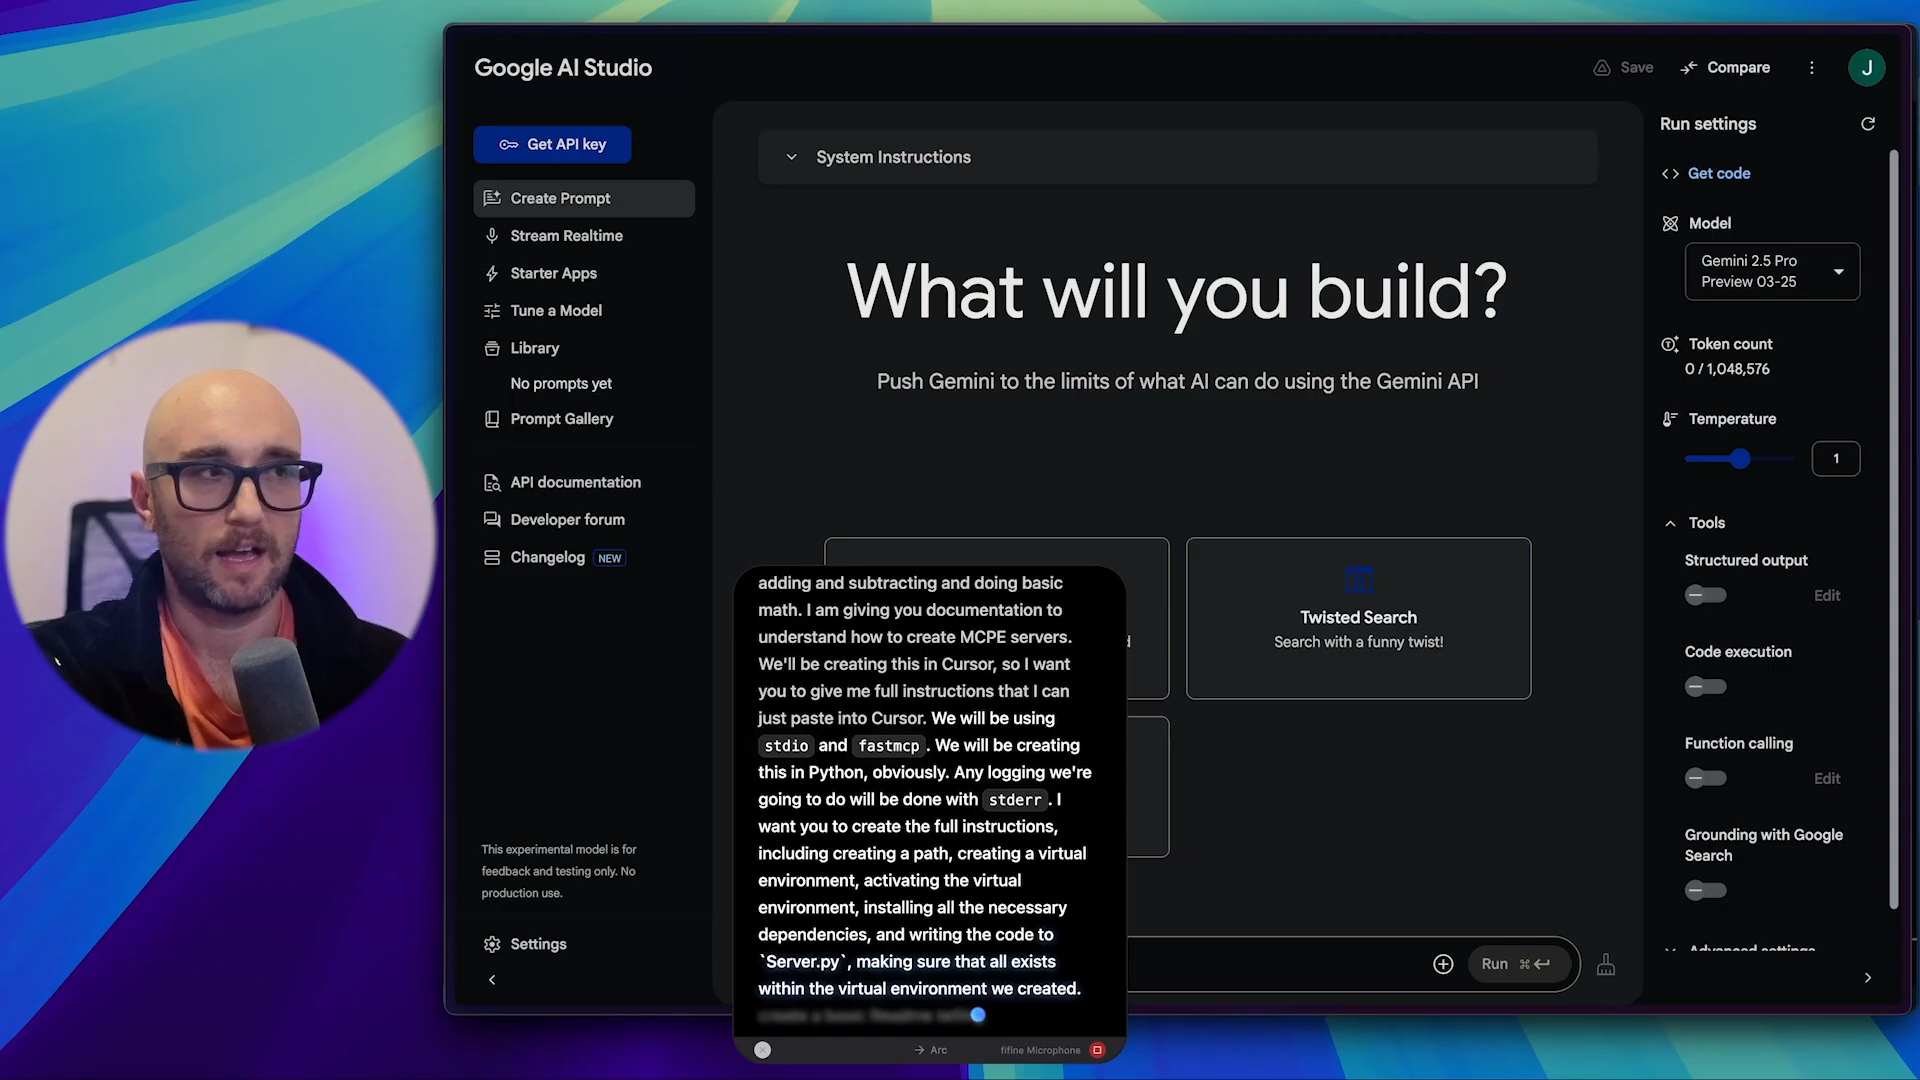 Google AI Studio
Save
Compare
J
Get API key
Create Prompt
Stream Realtime
Starter Apps
Tune a Model
Library
No prompts yet
Prompt Gallery
API documentation
Developer forum
Changelog NEW
This experimental model is for
feedback and testing only. No
production use.
Settings
System Instructions
What will you build?
Push Gemini to the limits of what AI can do using the Gemini API
Twisted Search
Search with a funny twist!
adding and subtracting and doing basic
math. I am giving you documentation to
understand how to create MCPE servers.
We'll be creating this in Cursor, so I want
you to give me full instructions that I can
just paste into Cursor. We will be using
stdio and fastmcp. We will be creating
this in Python, obviously. Any logging we're
going to do will be done with stderr. I
want you to create the full instructions,
including creating a path, creating a virtual
environment, activating the virtual
environment, installing all the necessary
dependencies, and writing the code to
`Server.py`, making sure that all exists
within the virtual environment we created.
Arc
fifine Microphone
Run ⌘↵
Run settings
Get code
Model
Gemini 2.5 Pro
Preview 03-25
Token count
0 / 1,048,576
Temperature
1
Tools
Structured output
Edit
Code execution
Function calling
Edit
Grounding with Google
Search
Advanced settings